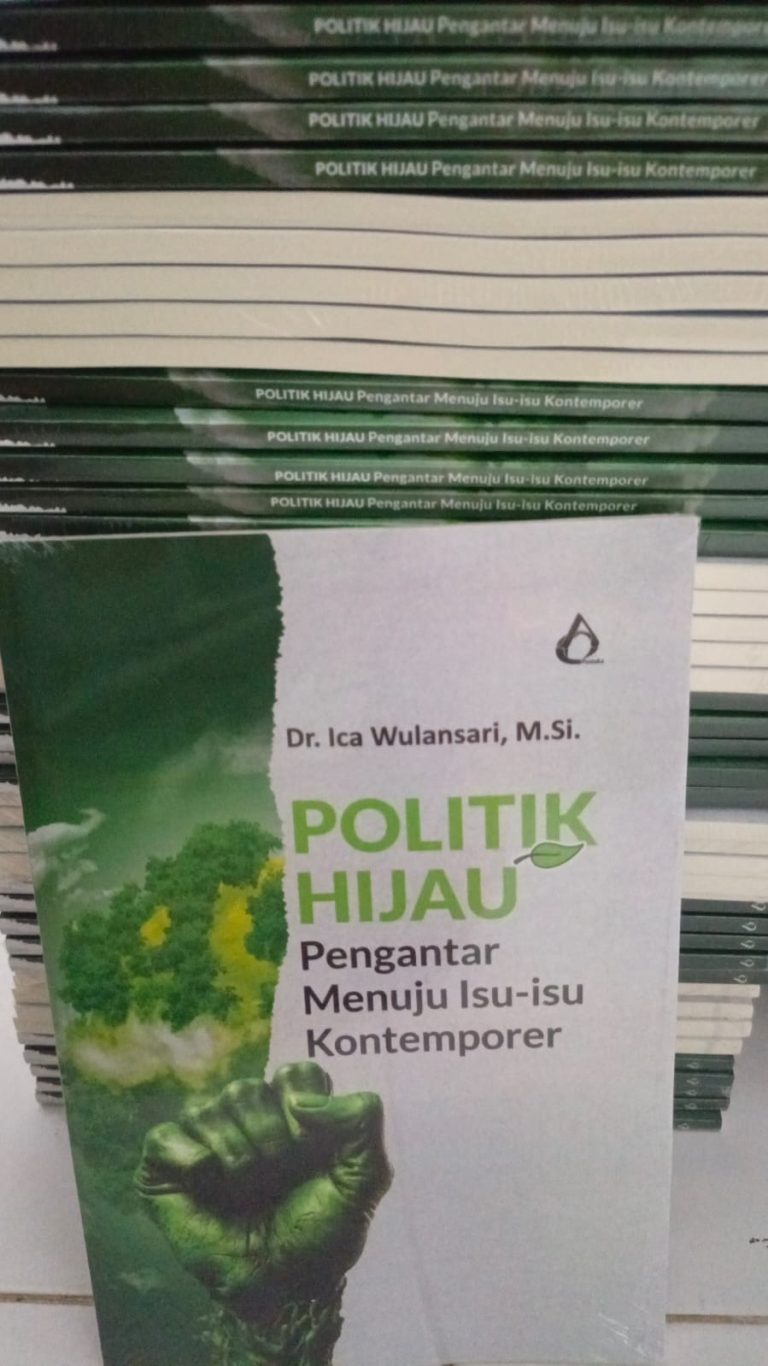 POLITIK HIJAU Pengantar Menuju Isu-isu Kontemporer
POLITIK HIJAU Pengantar Menuju Isu-isu Kontemporer
POLITIK HIJAU Pengantar Menuju Isu-isu Kontemporer
POLITIK HIJAU Pengantar Menuju Isu-isu Kontemporer
POLITIK HIJAU Pengantar Menuju Isu-isu Kontemporer
POLITIK HIJAU Pengantar Menuju Isu-isu Kontemporer
POLITIK HIJAU Pengantar Menuju Isu-isu Kontemporer
POLITIK HIJAU Pengantar Menuju Isu-isu Kontemporer
Dr. Ica Wulansari, M.Si.
POLITIK
HIJAU
Pengantar
Menuju Isu-isu
Kontemporer